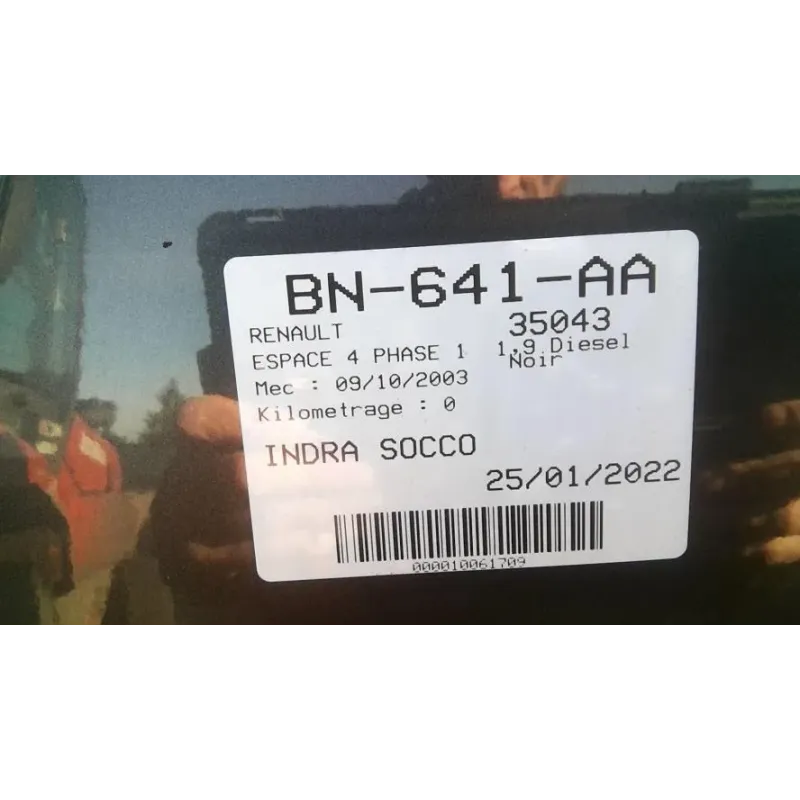 BN-641-AA
RENAULT 35043
ESPACE 4 PHASE 1 1,9 Diesel
Noir
Mec : 09/10/2003
Kilometrage : 0
INDRA SOCCO
25/01/2022
000010061709